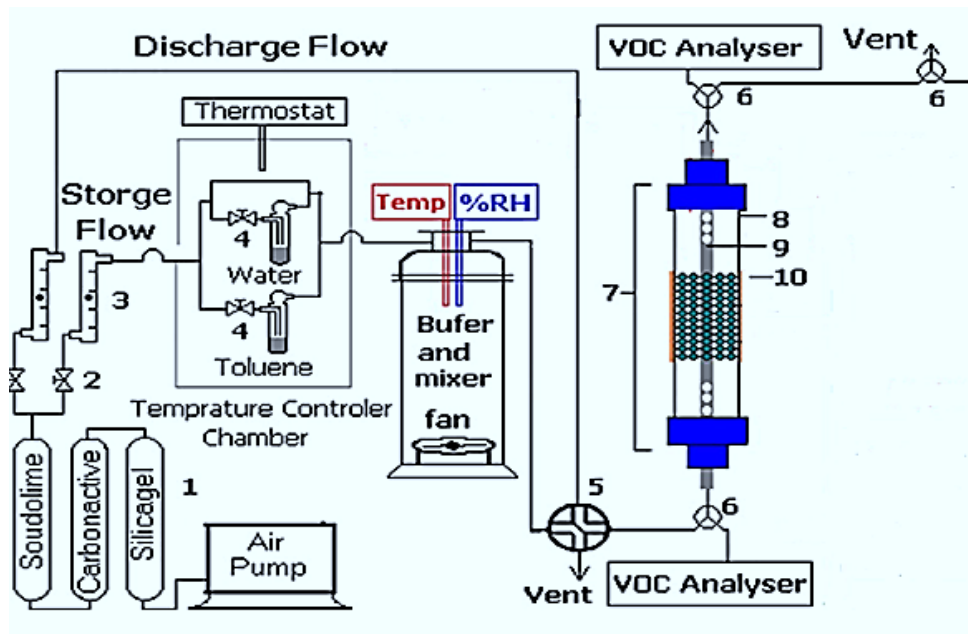 Discharge Flow
VOC Analyser
Vent
6
6
Thermostat
Storge
Flow
Temp
%RH
4
Water
8
9
10
7
3
4
Toluene
Bufer
and
mixer
fan
2
Temprature Controler
Chamber
Soudolime
Carbonactive
Silicagel
1
Air
Pump
5
6
Vent
VOC Analyser